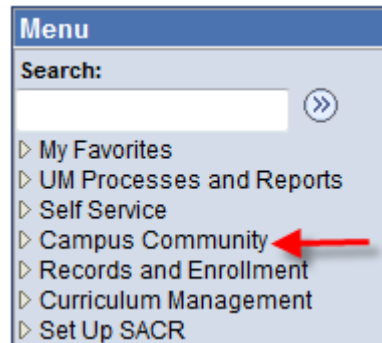 Menu
Search:
My Favorites
UM Processes and Reports
Self Service
Campus Community
Records and Enrollment
Curriculum Management
Set Up SACR